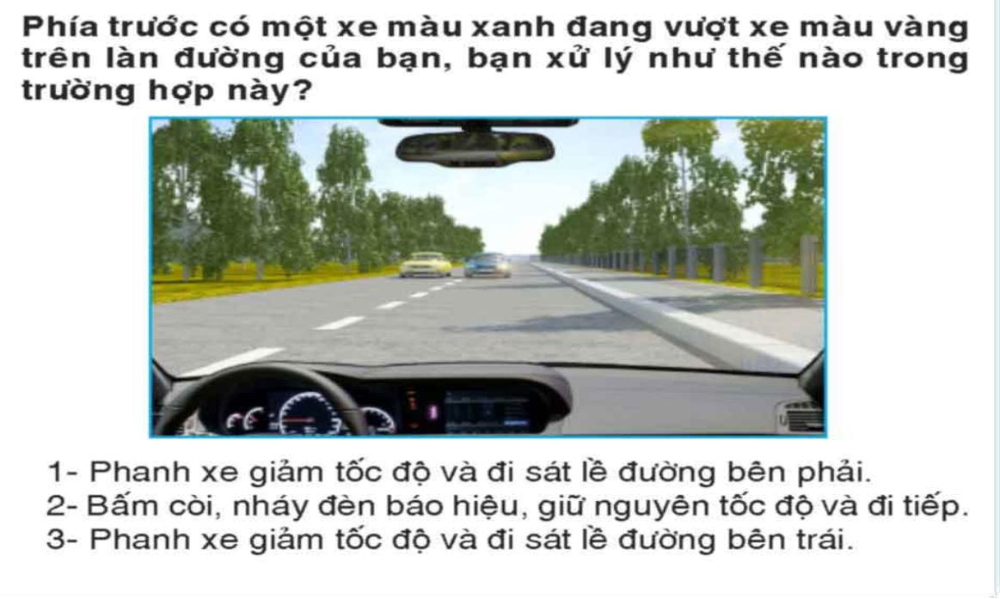 Phía trước có một xe màu xanh đang vượt xe màu vàng
trên làn đường của bạn, bạn xử lý như thế nào trong
trường hợp này?
1- Phanh xe giảm tốc độ và đi sát lề đường bên phải.
2- Bấm còi, nháy đèn báo hiệu, giữ nguyên tốc độ và đi tiếp.
3- Phanh xe giảm tốc độ và đi sát lề đường bên trái.